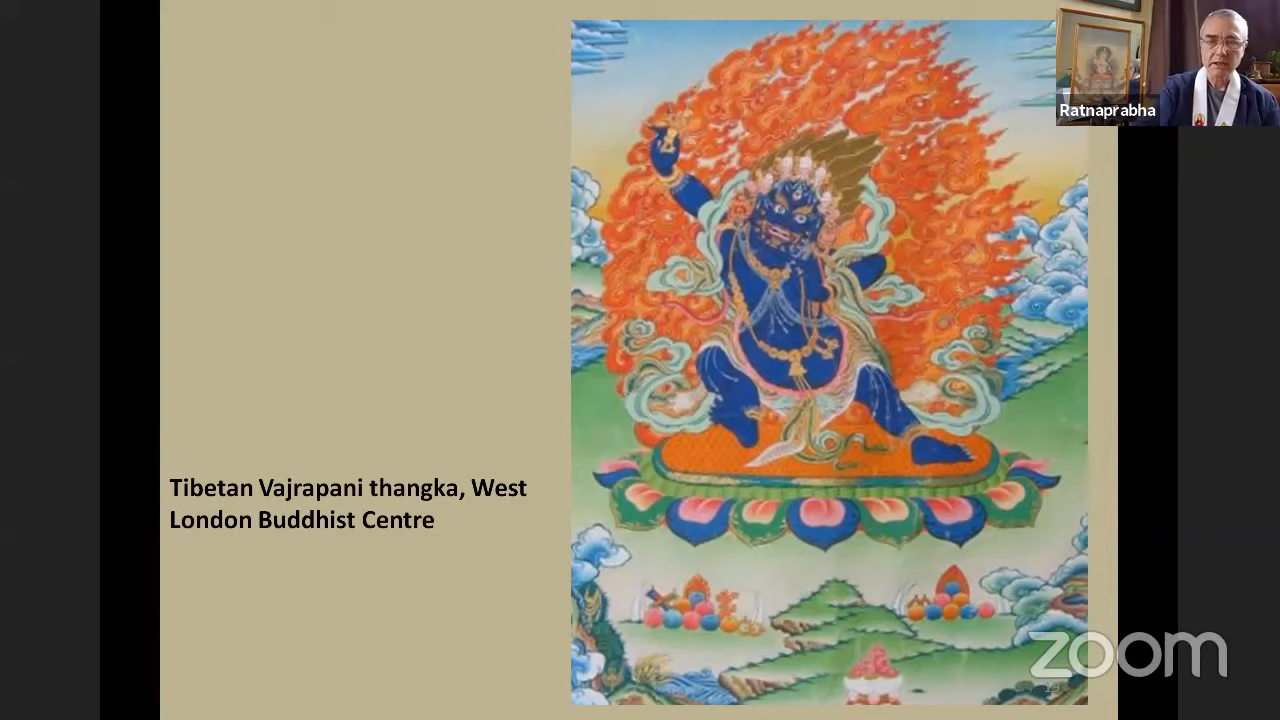 Ratnaprabha
Tibetan Vajrapani thangka, West
London Buddhist Centre
zoom